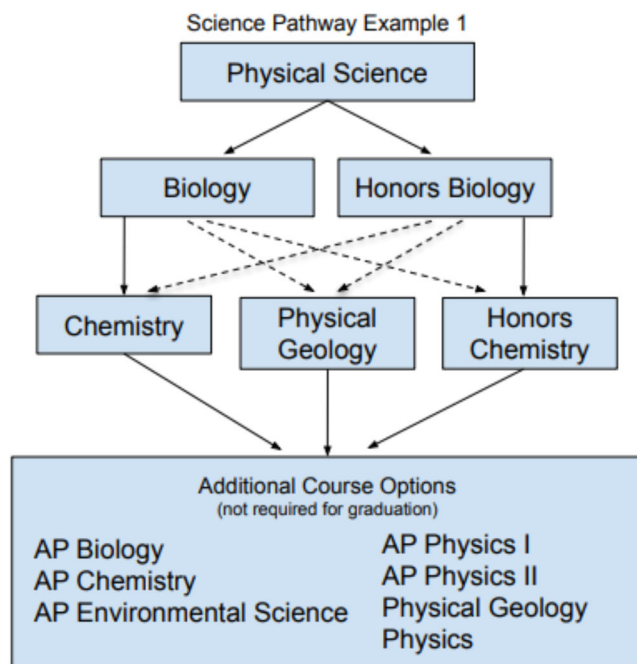 Science Pathway Example 1
Physical Science
Biology
Honors Biology
Chemistry
Physical
Geology
Honors
Chemistry
Additional Course Options
(not required for graduation)
AP Biology
AP Chemistry
AP Environmental Science
AP Physics I
AP Physics II
Physical Geology
Physics